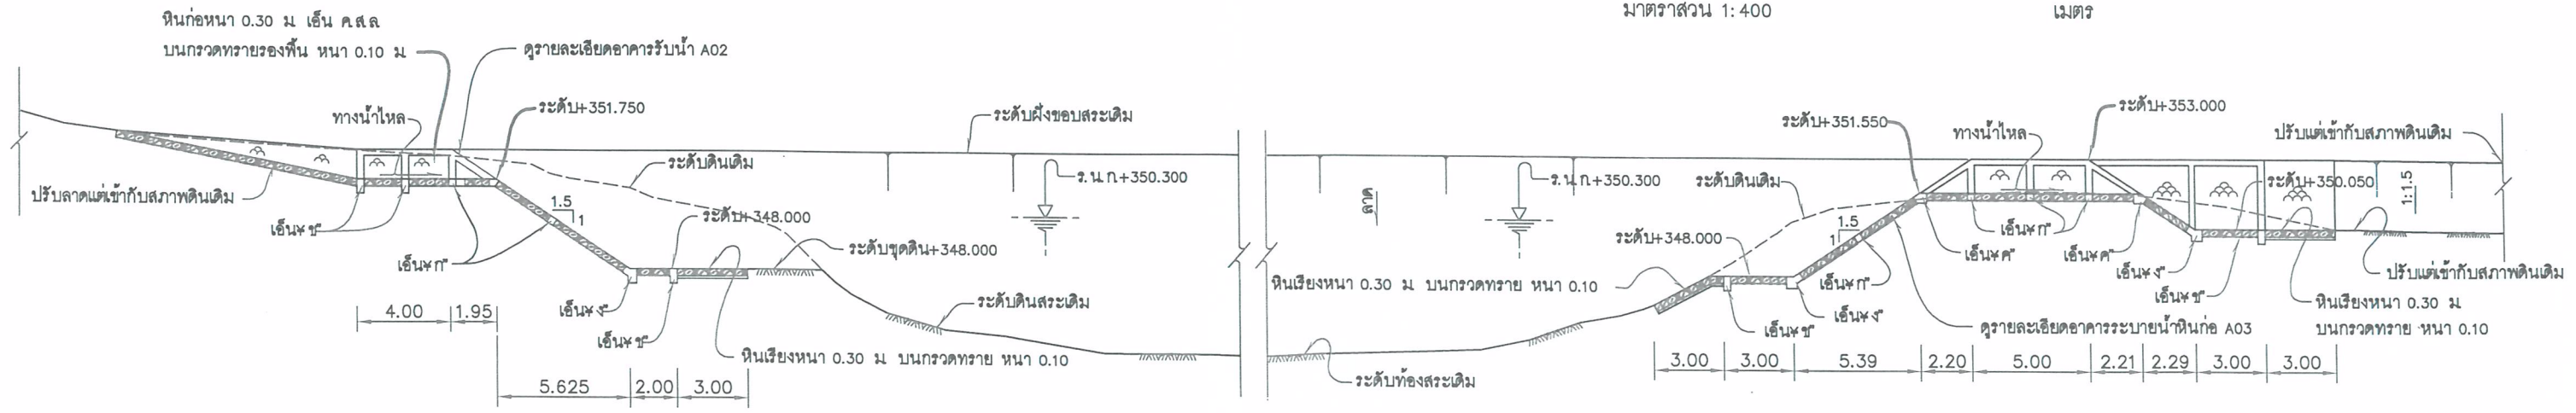 มาตราส่วน 1:400
เมตร
หินก่อหนา 0.30 ม. เอ็น ค.ส.ล.
บนกรวดทรายรองพื้น หนา 0.10 ม.
ดูรายละเอียดอาคารรับน้ำ A02
ทางน้ำไหล
ระดับ+351.750
ระดับฝั่งขอบสระเดิม
ระดับดินเดิม
ร.น.ก.+350.300
ปรับลาดแต่เข้ากับสภาพดินเดิม
1.5
1
ระดับ+348.000
ระดับขุดดิน+348.000
เอ็น "ช"
เอ็น "ก"
เอ็น "ง"
เอ็น "ช"
ระดับดินสระเดิม
หินเรียงหนา 0.30 ม. บนกรวดทราย หนา 0.10
4.00
1.95
5.625
2.00
3.00
ระดับ+351.550
ทางน้ำไหล
ระดับ+353.000
ปรับแต่เข้ากับสภาพดินเดิม
ลาด
ร.น.ก.+350.300
ระดับดินเดิม
ระดับ+350.050
1:1.5
1.5
1
ระดับ+348.000
เอ็น "ค"
เอ็น "ก"
เอ็น "ค"
เอ็น "ง"
เอ็น "ช"
ปรับแต่เข้ากับสภาพดินเดิม
หินเรียงหนา 0.30 ม. บนกรวดทราย หนา 0.10
เอ็น "ก"
เอ็น "ง"
เอ็น "ช"
หินเรียงหนา 0.30 ม.
บนกรวดทราย หนา 0.10
ดูรายละเอียดอาคารระบายน้ำหินก่อ A03
ระดับท้องสระเดิม
3.00
3.00
5.39
2.20
5.00
2.21
2.29
3.00
3.00